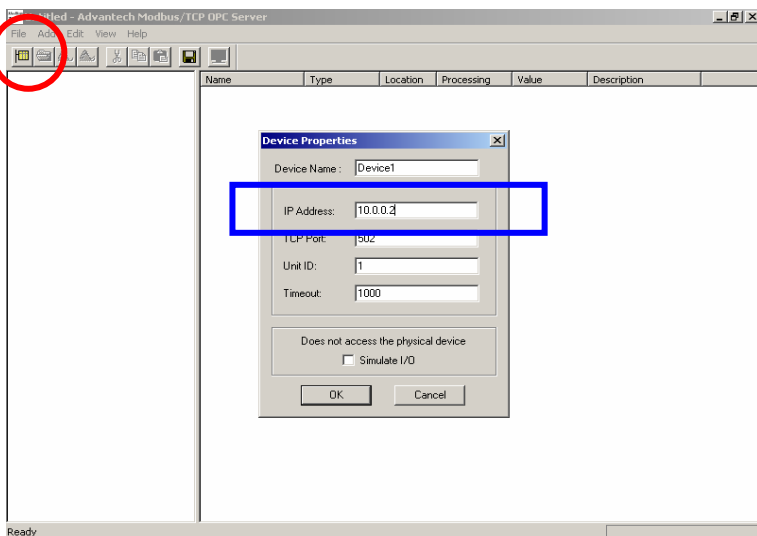 Untitled - Advantech Modbus/TCP OPC Server
File Add Edit View Help
Name Type Location Processing Value Description
Device Properties
Device Name : Device1
IP Address: 10.0.0.2
TCP Port: 502
Unit ID: 1
Timeout: 1000
Does not access the physical device
Simulate I/O
OK Cancel
Ready